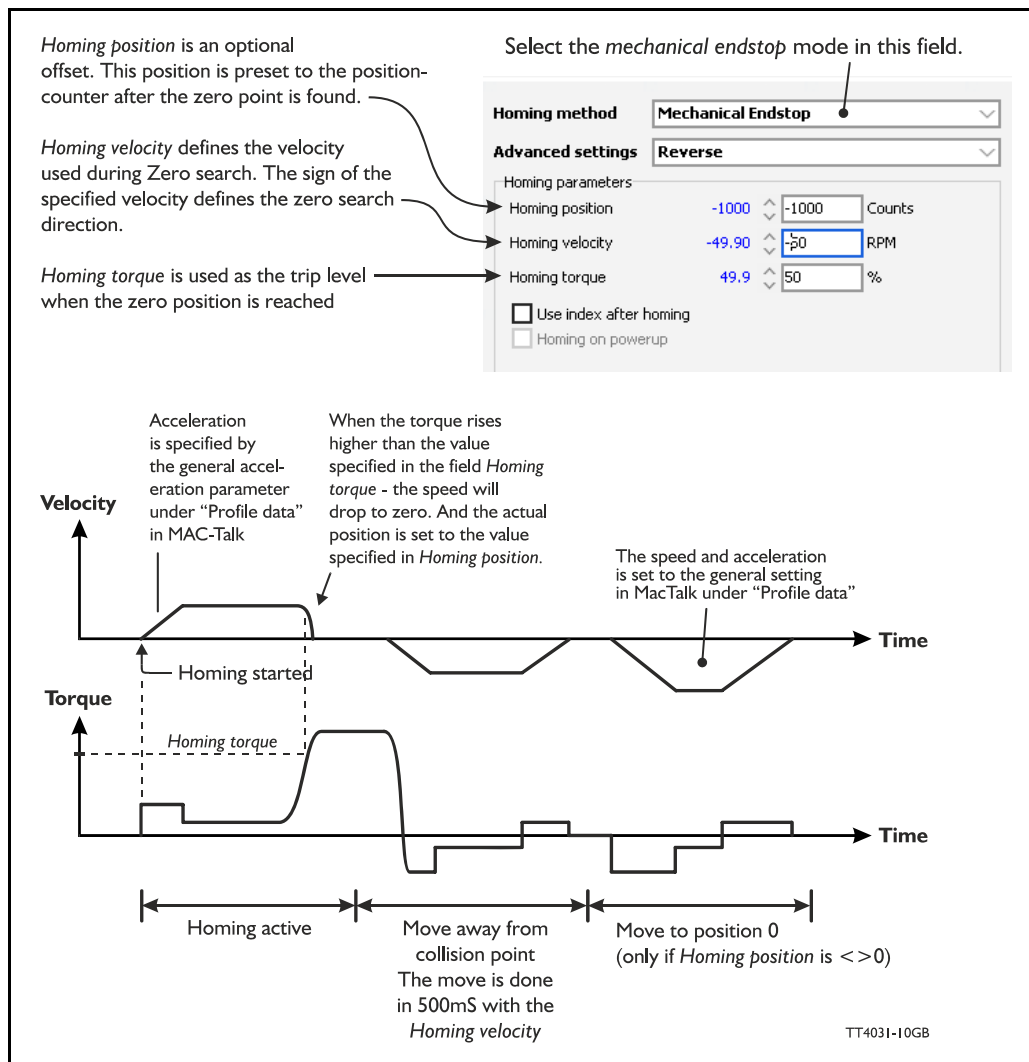 Homing position is an optional
offset. This position is preset to the position-
counter after the zero point is found.
Homing velocity defines the velocity
used during Zero search. The sign of the
specified velocity defines the zero search
direction.
Homing torque is used as the trip level
when the zero position is reached
Select the mechanical endstop mode in this field.
Homing method Mechanical Endstop
Advanced settings Reverse
Homing parameters
Homing position -1000 -1000 Counts
Homing velocity -49.90 -50 RPM
Homing torque 49.9 50 %
Use index after homing
Homing on powerup
Acceleration
is specified by
the general accel-
eration parameter
under “Profile data”
in MAC-Talk
When the torque rises
higher than the value
specified in the field Homing
torque - the speed will
drop to zero. And the actual
position is set to the value
specified in Homing position.
The speed and acceleration
is set to the general setting
in MacTalk under “Profile data”
Velocity
Time
Homing started
Torque
Homing torque
Time
Homing active
Move away from
collision point
The move is done
in 500mS with the
Homing velocity
Move to position 0
(only if Homing position is <>0)
TT4031-10GB